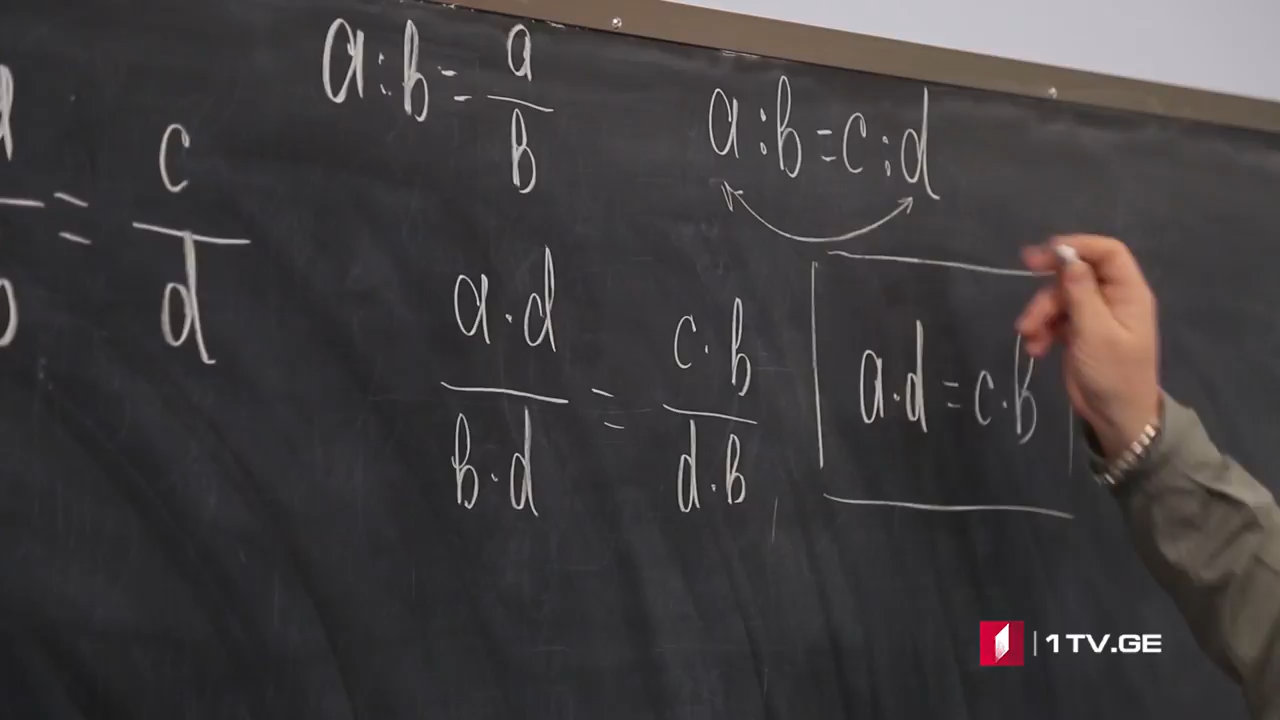 a:b = a/b
a:b=c:d
= c/d
a·d/b·d = c·b/d·b
a·d=c·b
1TV.GE